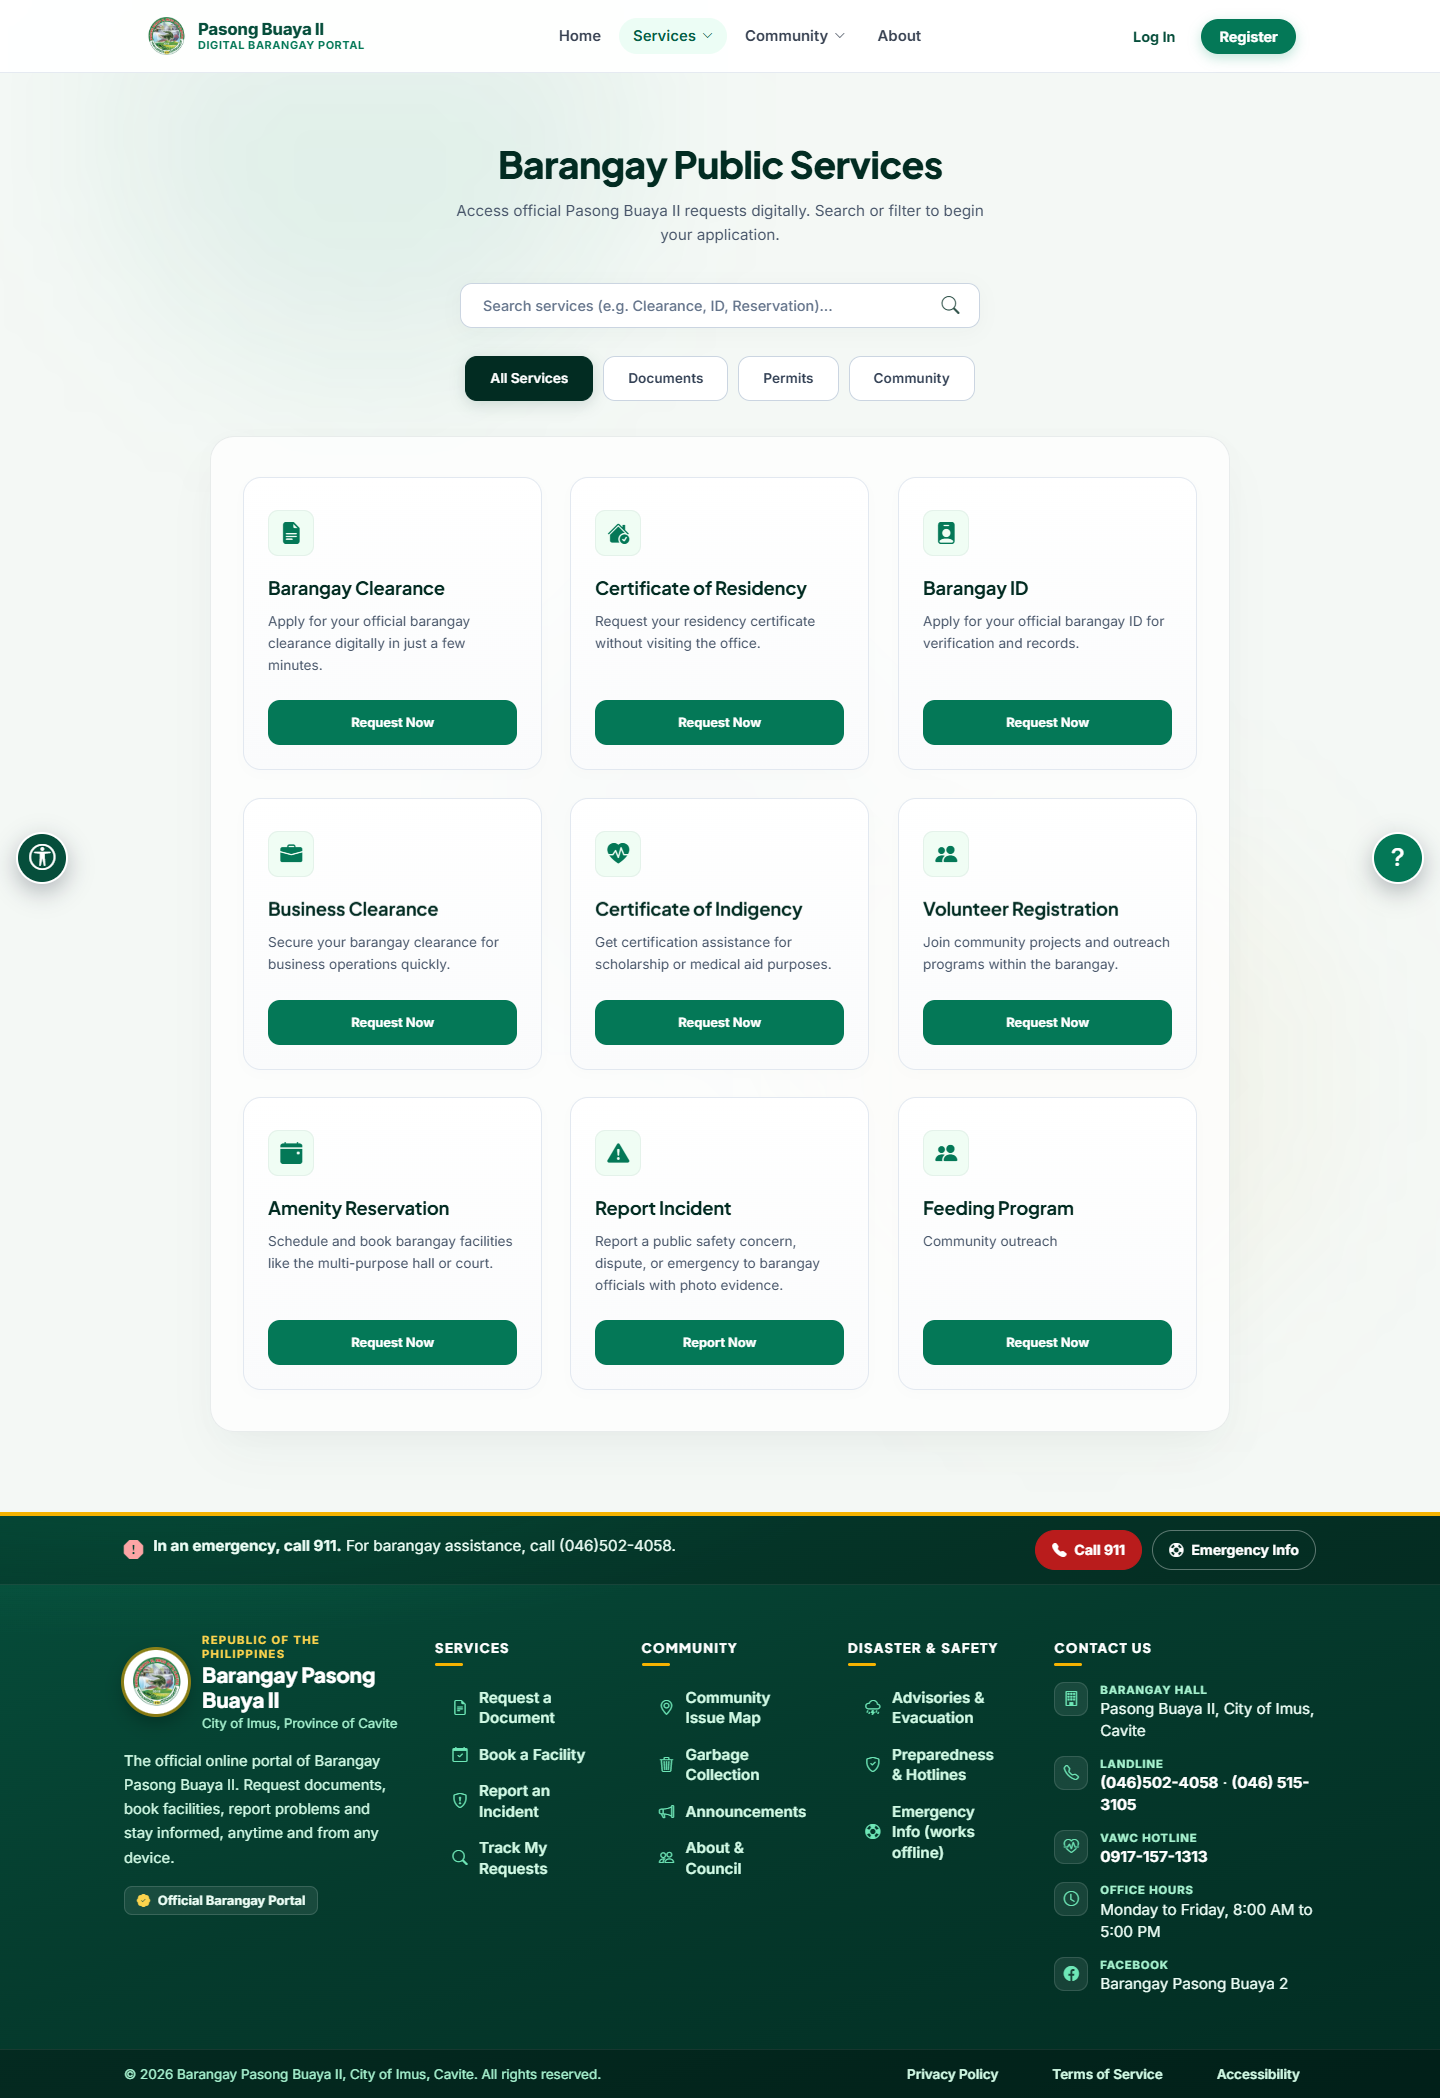 Pasong Buaya II
DIGITAL BARANGAY PORTAL
Home
Services
Community
About
Log In
Register
Barangay Public Services
Access official Pasong Buaya II requests digitally. Search or filter to begin
your application.
Search services (e.g. Clearance, ID, Reservation)...
All Services
Documents
Permits
Community
Barangay Clearance
Apply for your official barangay
clearance digitally in just a few
minutes.
Request Now
Certificate of Residency
Request your residency certificate
without visiting the office.
Request Now
Barangay ID
Apply for your official barangay ID for
verification and records.
Request Now
Business Clearance
Secure your barangay clearance for
business operations quickly.
Request Now
Certificate of Indigency
Get certification assistance for
scholarship or medical aid purposes.
Request Now
Volunteer Registration
Join community projects and outreach
programs within the barangay.
Request Now
?
Amenity Reservation
Schedule and book barangay facilities
like the multi-purpose hall or court.
Request Now
Report Incident
Report a public safety concern,
dispute, or emergency to barangay
officials with photo evidence.
Report Now
Feeding Program
Community outreach
Request Now
In an emergency, call 911. For barangay assistance, call (046)502-4058.
Call 911
Emergency Info
REPUBLIC OF THE
PHILIPPINES
Barangay Pasong
Buaya II
City of Imus, Province of Cavite
The official online portal of Barangay
Pasong Buaya II. Request documents,
book facilities, report problems and
stay informed, anytime and from any
device.
Official Barangay Portal
SERVICES
Request a
Document
Book a Facility
Report an
Incident
Track My
Requests
COMMUNITY
Community
Issue Map
Garbage
Collection
Announcements
About &
Council
DISASTER & SAFETY
Advisories &
Evacuation
Preparedness
& Hotlines
Emergency
Info (works
offline)
CONTACT US
BARANGAY HALL
Pasong Buaya II, City of Imus,
Cavite
LANDLINE
(046)502-4058 · (046) 515-
3105
VAWC HOTLINE
0917-157-1313
OFFICE HOURS
Monday to Friday, 8:00 AM to
5:00 PM
FACEBOOK
Barangay Pasong Buaya 2
© 2026 Barangay Pasong Buaya II, City of Imus, Cavite. All rights reserved.
Privacy Policy
Terms of Service
Accessibility